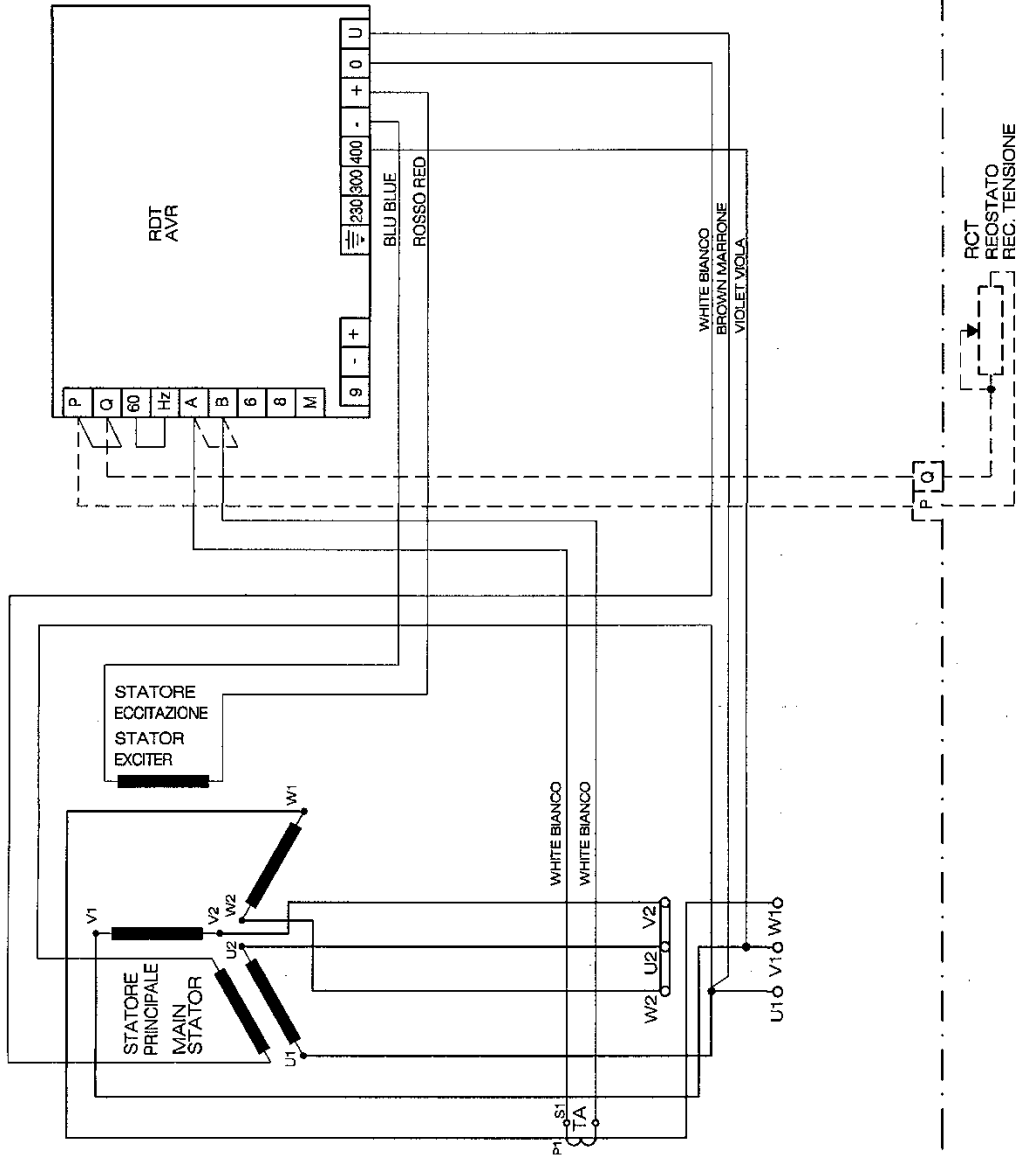 RDT
AVR
P
Q
60
Hz
A
B
6
8
M
9
-
+
230
300
400
-
+
0
U
BLU BLUE
ROSSO RED
WHITE BIANCO
BROWN MARRONE
VIOLET VIOLA
RCT
REOSTATO
REC. TENSIONE
P
Q
STATORE
ECCITAZIONE
STATOR
EXCITER
W1
V1
V2
W2
U2
U1
STATORE
PRINCIPALE
MAIN
STATOR
WHITE BIANCO
WHITE BIANCO
V2
U2
W2
W1
V1
U1
P1
S1
TA